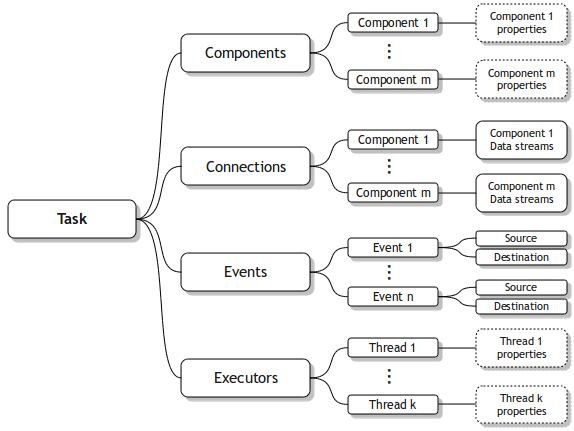 Task
Components
Component 1
Component 1
properties
⋮
Component m
Component m
properties
Connections
Component 1
Component 1
Data streams
⋮
Component m
Component m
Data streams
Events
Event 1
Source
Destination
⋮
Event n
Source
Destination
Executors
Thread 1
Thread 1
properties
⋮
Thread k
Thread k
properties